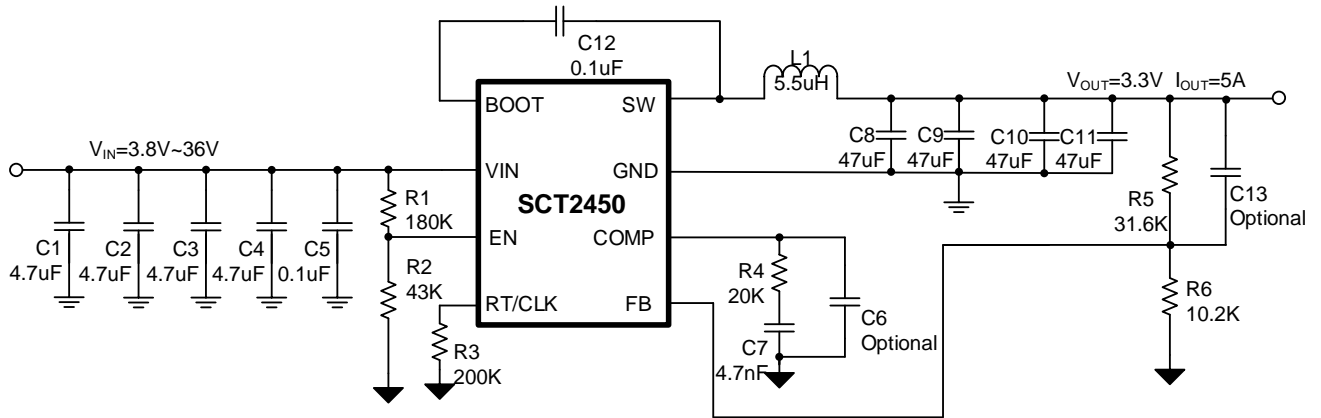 C12
0.1uF
L1
5.5uH
BOOT
SW
VOUT=3.3V IOUT=5A
C8
47uF
C9
47uF
C10
47uF
C11
47uF
VIN=3.8V~36V
VIN
GND
SCT2450
R1
180K
R5
31.6K
C13
Optional
EN
COMP
C1
4.7uF
C2
4.7uF
C3
4.7uF
C4
4.7uF
C5
0.1uF
R2
43K
R4
20K
RT/CLK
FB
C6
Optional
R6
10.2K
R3
200K
C7
4.7nF